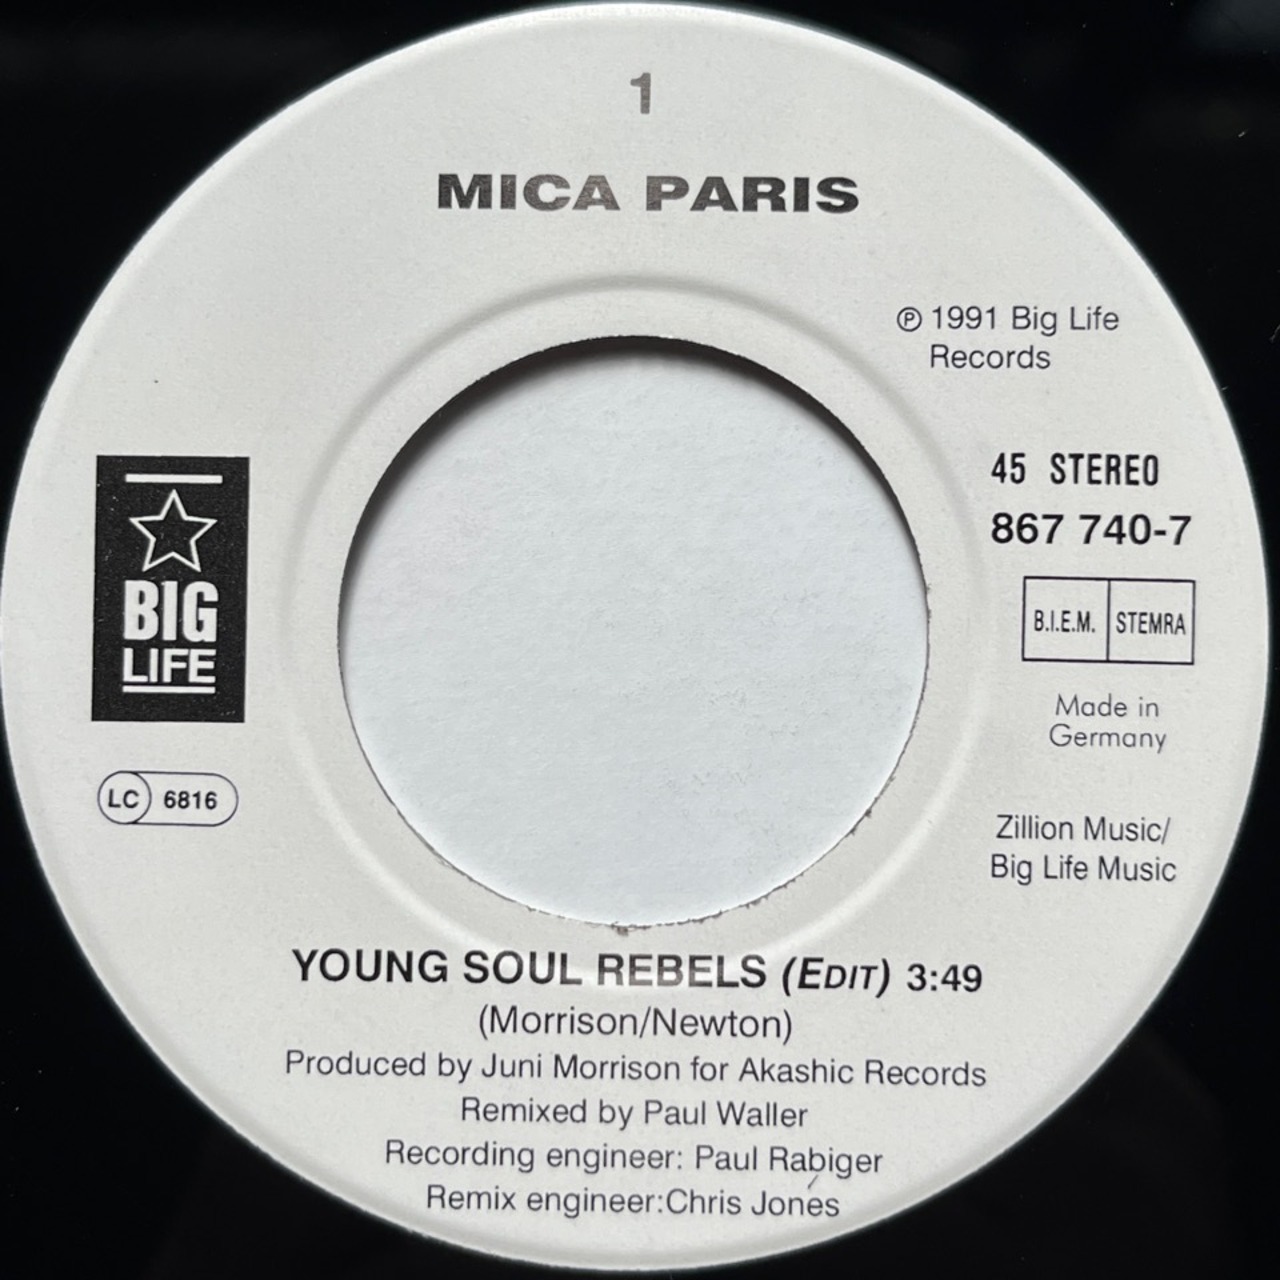 1
MICA PARIS
℗ 1991 Big Life
Records
45 STEREO
867 740-7
B.I.E.M. STEMRA
Made in
Germany
BIG
LIFE
LC 6816
Zillion Music/
Big Life Music
YOUNG SOUL REBELS (EDIT) 3:49
(Morrison/Newton)
Produced by Juni Morrison for Akashic Records
Remixed by Paul Waller
Recording engineer: Paul Rabiger
Remix engineer:Chris Jones